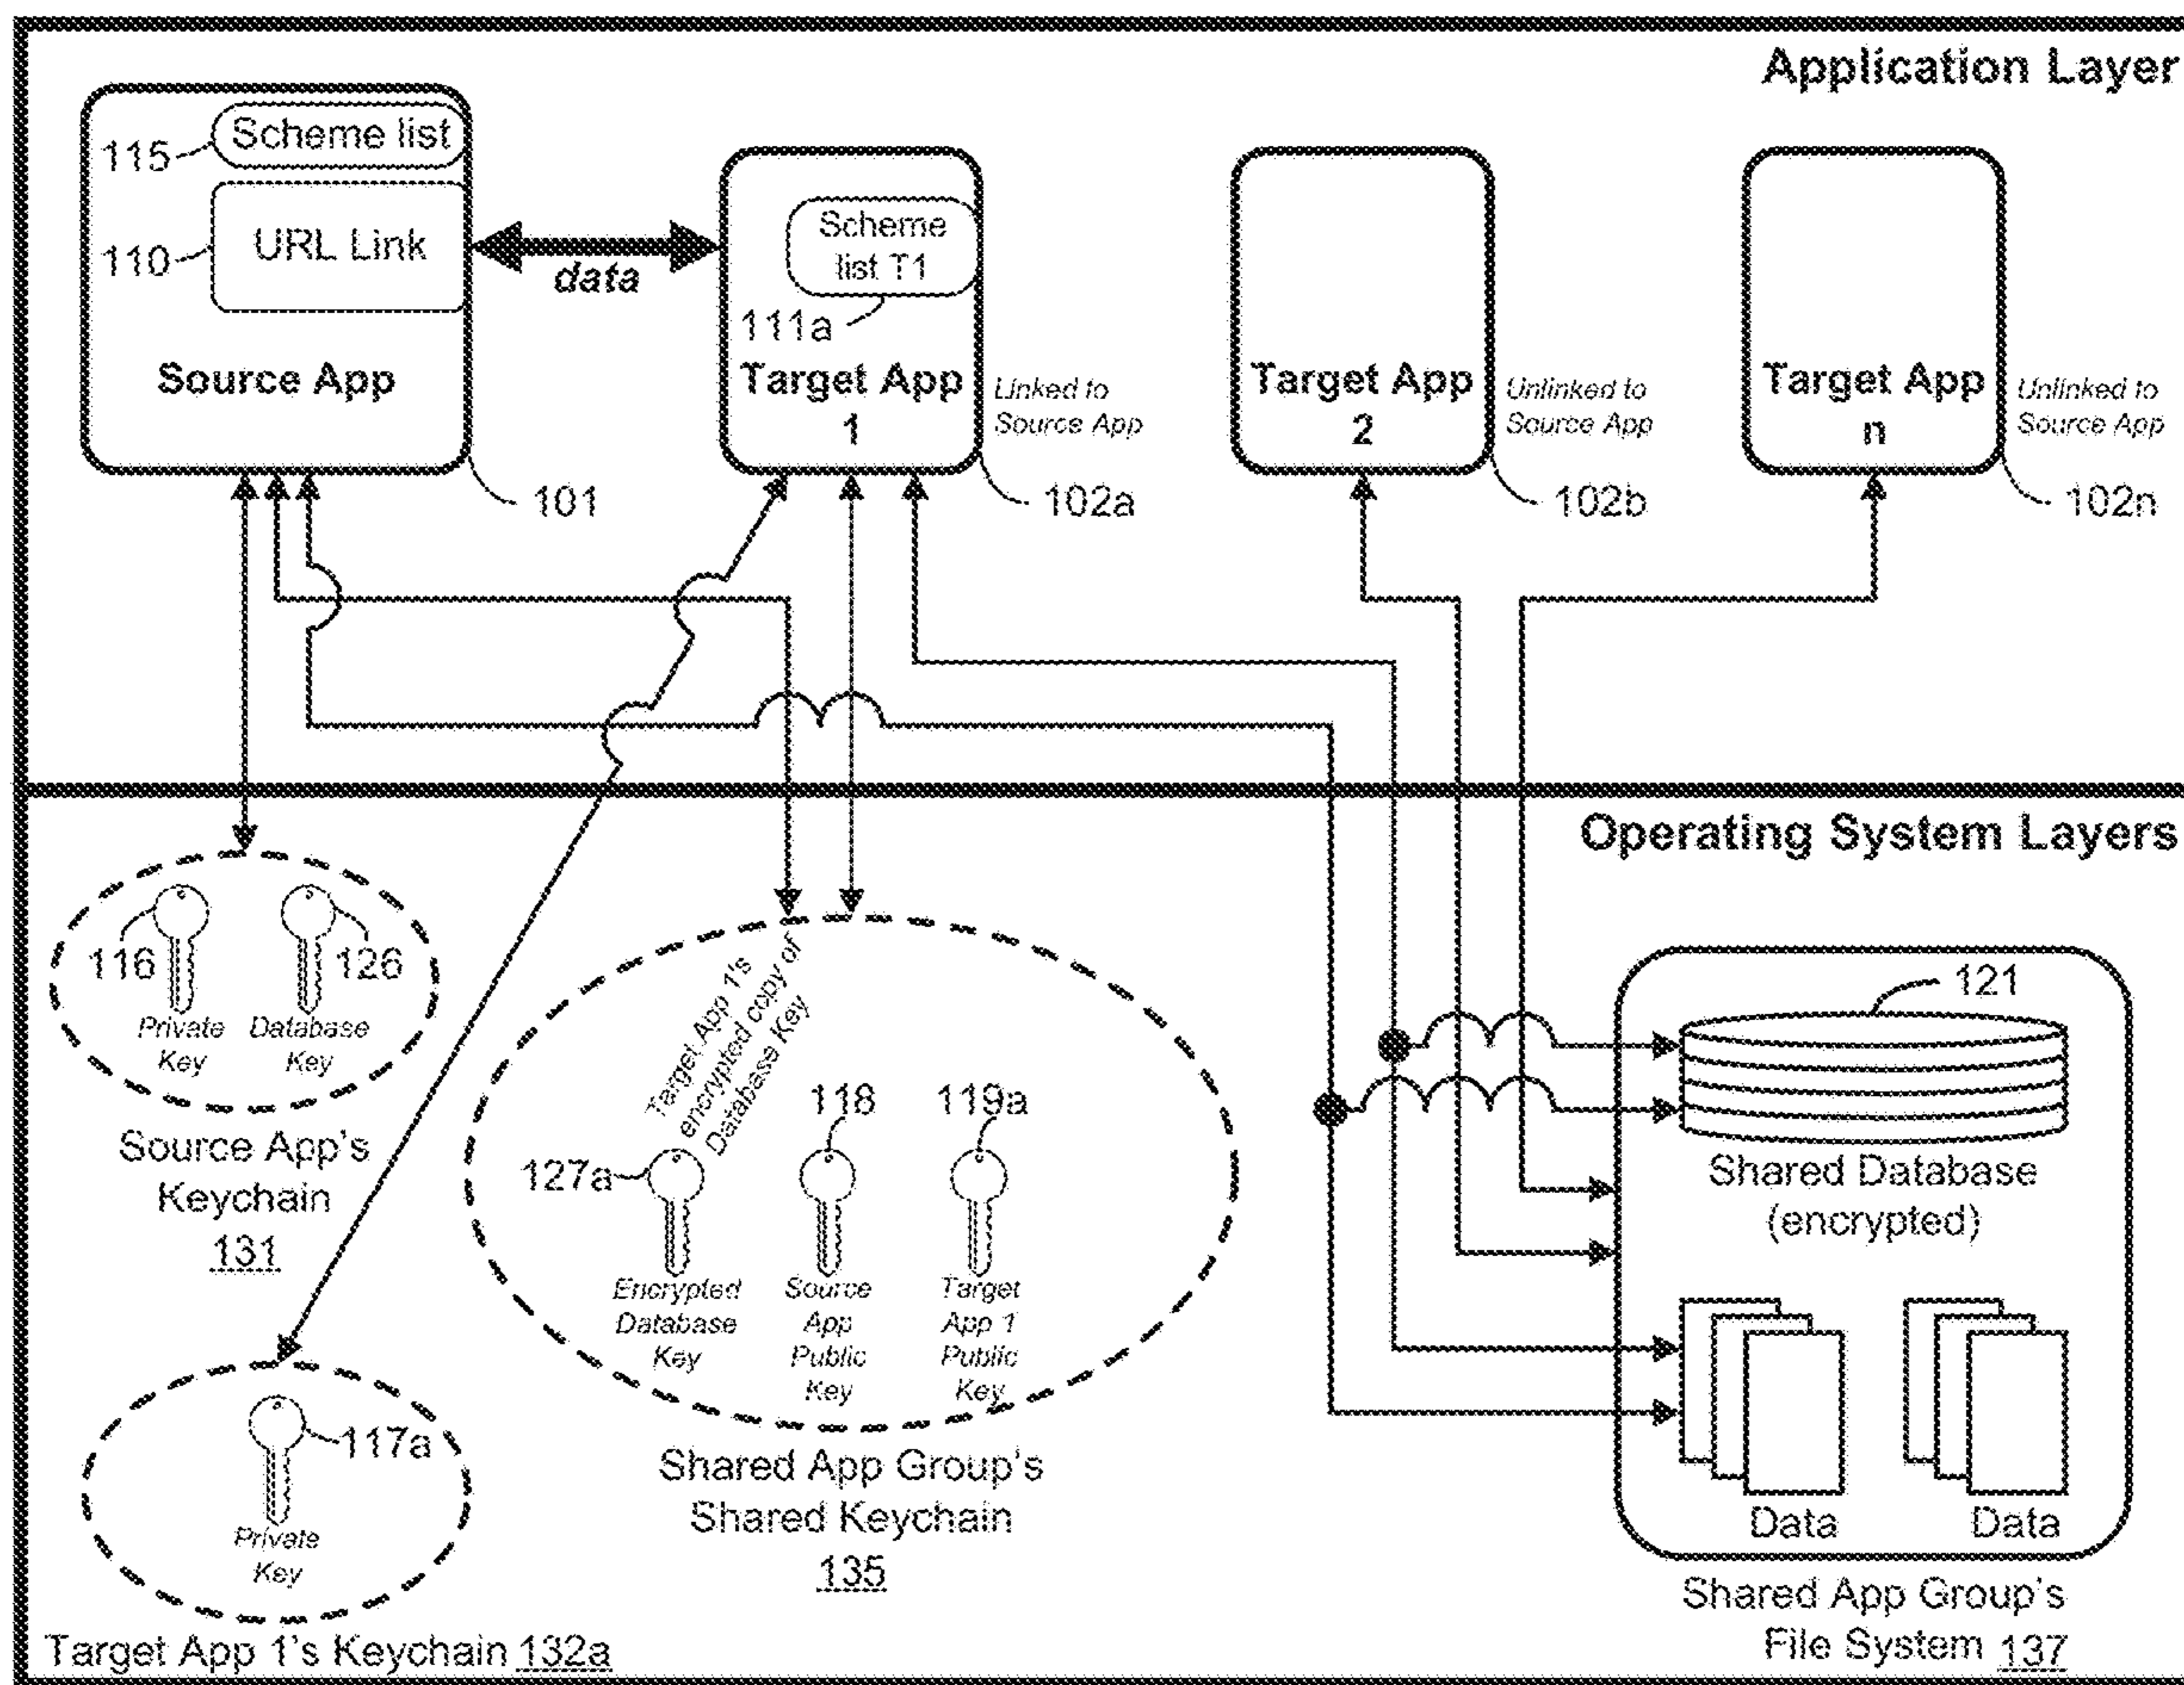 Application Layer
Scheme list
115
URL Link
110
data
Scheme
list T1
111a
Source App
Target App
1
Linked to
Source App
Target App
2
Unlinked to
Source App
Target App
n
Unlinked to
Source App
101
102a
102b
102n
Operating System Layers
116
126
Private
Key
Database
Key
Source App's
Keychain
131
Target App 1's
encrypted copy of
Database Key
127a
118
119a
Encrypted
Database
Key
Source
App
Public
Key
Target
App 1
Public
Key
Shared App Group's
Shared Keychain
135
117a
Private
Key
Target App 1's Keychain 132a
121
Shared Database
(encrypted)
Data
Data
Shared App Group's
File System 137